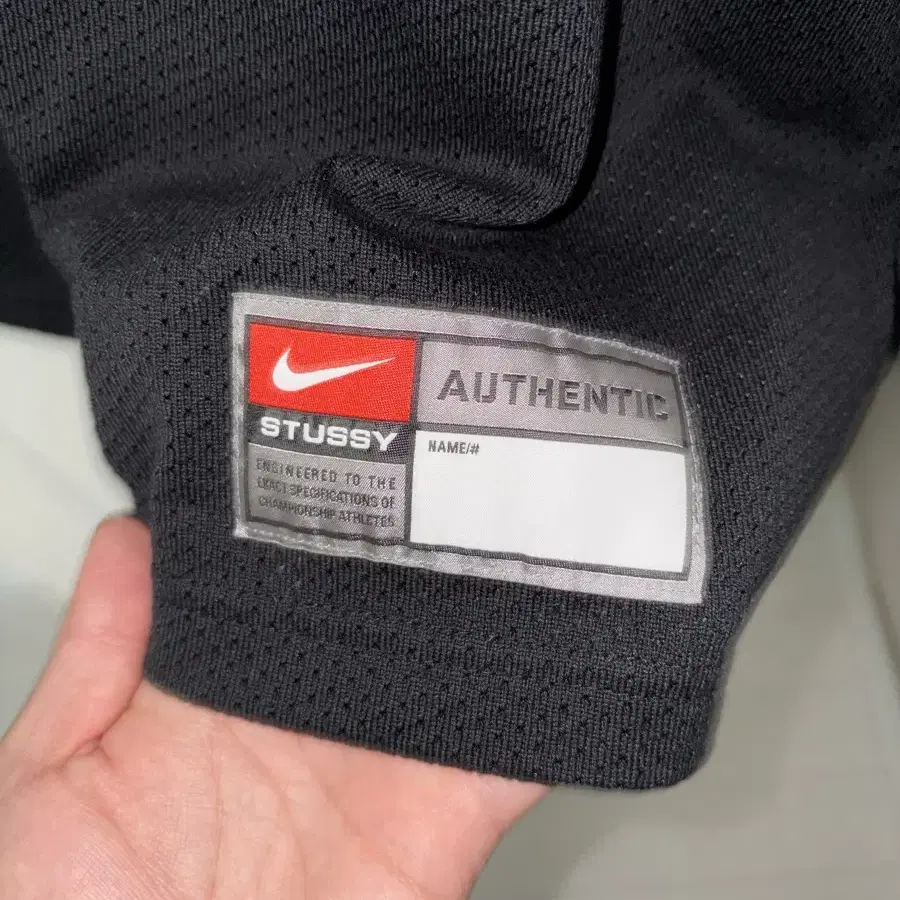 STUSSY
ENGINEERED TO THE
EXACT SPECIFICATIONS OF
CHAMPIONSHIP ATHLETES
AUTHENTIC
NAME/#